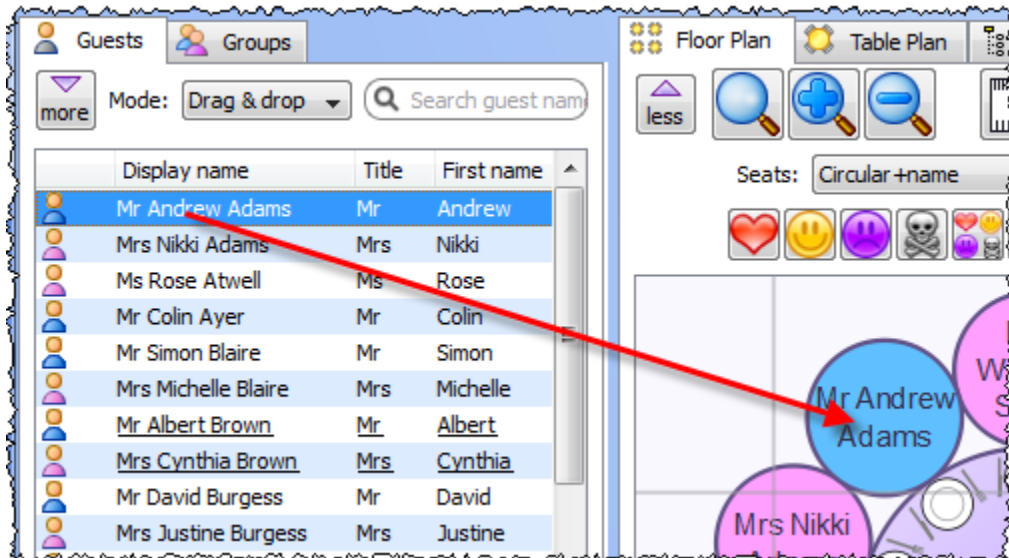 Guests Groups
more Mode: Drag & drop Search guest name
Display name Title First name
Mr Andrew Adams Mr Andrew
Mrs Nikki Adams Mrs Nikki
Ms Rose Atwell Ms Rose
Mr Colin Ayer Mr Colin
Mr Simon Blaire Mr Simon
Mrs Michelle Blaire Mrs Michelle
Mr Albert Brown Mr Albert
Mrs Cynthia Brown Mrs Cynthia
Mr David Burgess Mr David
Mrs Justine Burgess Mrs Justine
Floor Plan Table Plan
less
Seats: Circular+name
Mr Andrew
Adams
Mrs Nikki